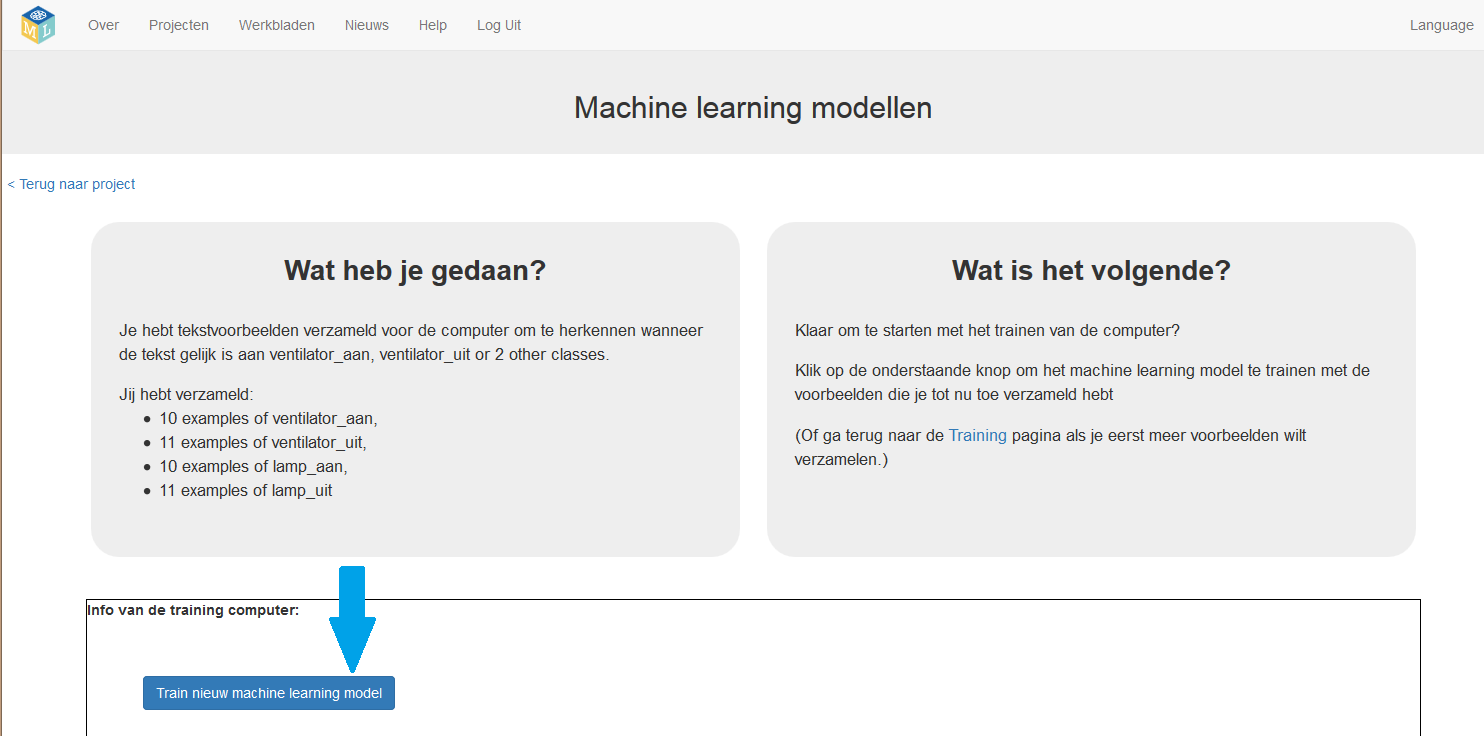 ML
Over Projecten Werkbladen Nieuws Help Log Uit Language
Machine learning modellen
< Terug naar project
Wat heb je gedaan?
Je hebt tekstvoorbeelden verzameld voor de computer om te herkennen wanneer
de tekst gelijk is aan ventilator_aan, ventilator_uit or 2 other classes.
Jij hebt verzameld:
• 10 examples of ventilator_aan,
• 11 examples of ventilator_uit,
• 10 examples of lamp_aan,
• 11 examples of lamp_uit
Wat is het volgende?
Klaar om te starten met het trainen van de computer?
Klik op de onderstaande knop om het machine learning model te trainen met de
voorbeelden die je tot nu toe verzameld hebt
(Of ga terug naar de Training pagina als je eerst meer voorbeelden wilt
verzamelen.)
Info van de training computer:
Train nieuw machine learning model